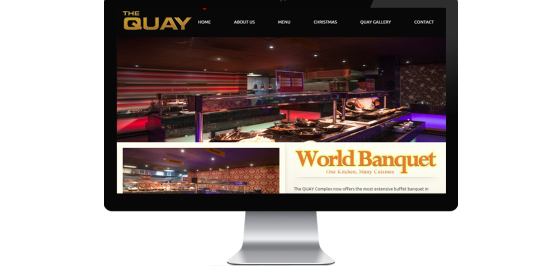 THE
QUAY
HOME ABOUT US MENU CHRISTMAS QUAY GALLERY CONTACT
World Banquet
One Kitchen, Many Cuisines
The QUAY Complex now offers the most extensive buffet banquet in